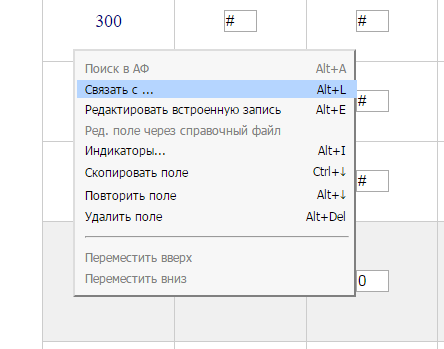 300 # #
Поиск в АФ Alt+A
Связать с ... Alt+L
#
Редактировать встроенную запись Alt+E
Ред. поле через справочный файл
Индикаторы... Alt+I
Скопировать поле Ctrl+↓
#
Повторить поле Alt+↓
Удалить поле Alt+Del
Переместить вверх
Переместить вниз
0